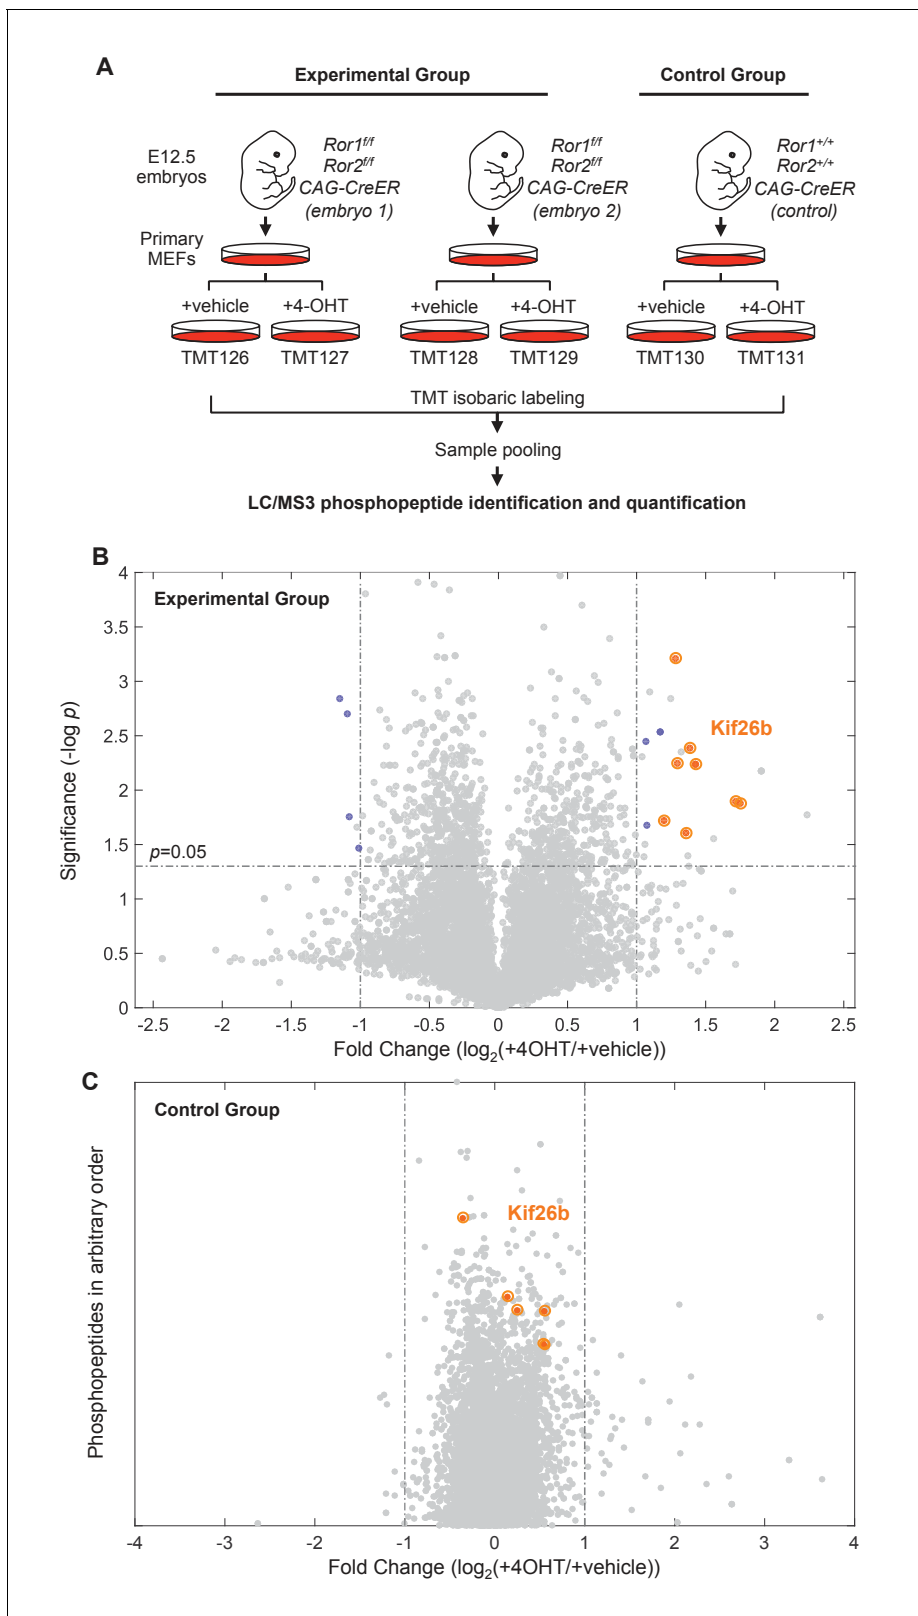 A
Experimental Group
Control Group
E12.5
embryos
Ror1f/f
Ror2f/f
CAG-CreER
(embryo 1)
Ror1f/f
Ror2f/f
CAG-CreER
(embryo 2)
Ror1+/+
Ror2+/+
CAG-CreER
(control)
Primary
MEFs
+vehicle
+4-OHT
+vehicle
+4-OHT
+vehicle
+4-OHT
TMT126
TMT127
TMT128
TMT129
TMT130
TMT131
TMT isobaric labeling
Sample pooling
LC/MS3 phosphopeptide identification and quantification
B
Experimental Group
Kif26b
p=0.05
Significance (-log p)
4
3.5
3
2.5
2
1.5
1
0.5
0
-2.5 -2 -1.5 -1 -0.5 0 0.5 1 1.5 2 2.5
Fold Change (log2(+4OHT/+vehicle))
C
Control Group
Kif26b
Phosphopeptides in arbitrary order
-4 -3 -2 -1 0 1 2 3 4
Fold Change (log2(+4OHT/+vehicle))